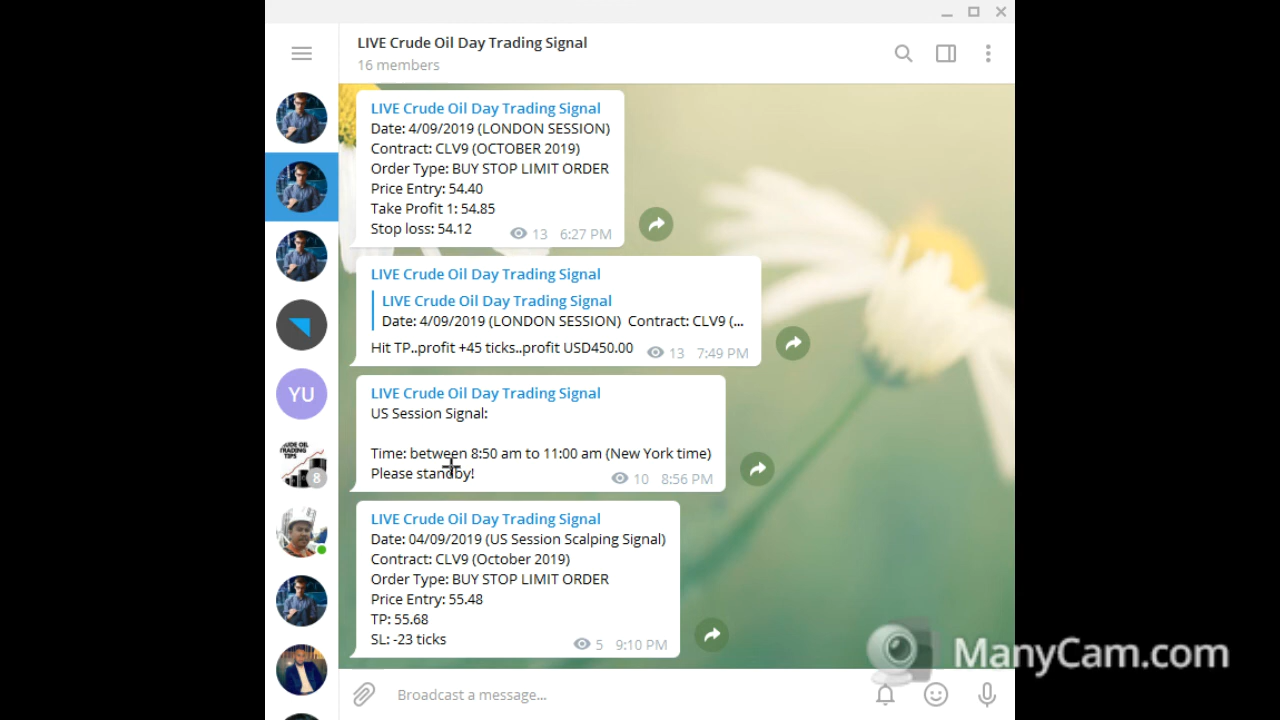 LIVE Crude Oil Day Trading Signal
16 members
LIVE Crude Oil Day Trading Signal
Date: 4/09/2019 (LONDON SESSION)
Contract: CLV9 (OCTOBER 2019)
Order Type: BUY STOP LIMIT ORDER
Price Entry: 54.40
Take Profit 1: 54.85
Stop loss: 54.12
13 6:27 PM
LIVE Crude Oil Day Trading Signal
LIVE Crude Oil Day Trading Signal
Date: 4/09/2019 (LONDON SESSION) Contract: CLV9 (...
Hit TP..profit +45 ticks..profit USD450.00
13 7:49 PM
LIVE Crude Oil Day Trading Signal
US Session Signal:
Time: between 8:50 am to 11:00 am (New York time)
Please standby!
10 8:56 PM
LIVE Crude Oil Day Trading Signal
Date: 04/09/2019 (US Session Scalping Signal)
Contract: CLV9 (October 2019)
Order Type: BUY STOP LIMIT ORDER
Price Entry: 55.48
TP: 55.68
SL: -23 ticks
5 9:10 PM
Broadcast a message...
YU
CRUDE OIL
TRADING
TIPS
8
ManyCam.com